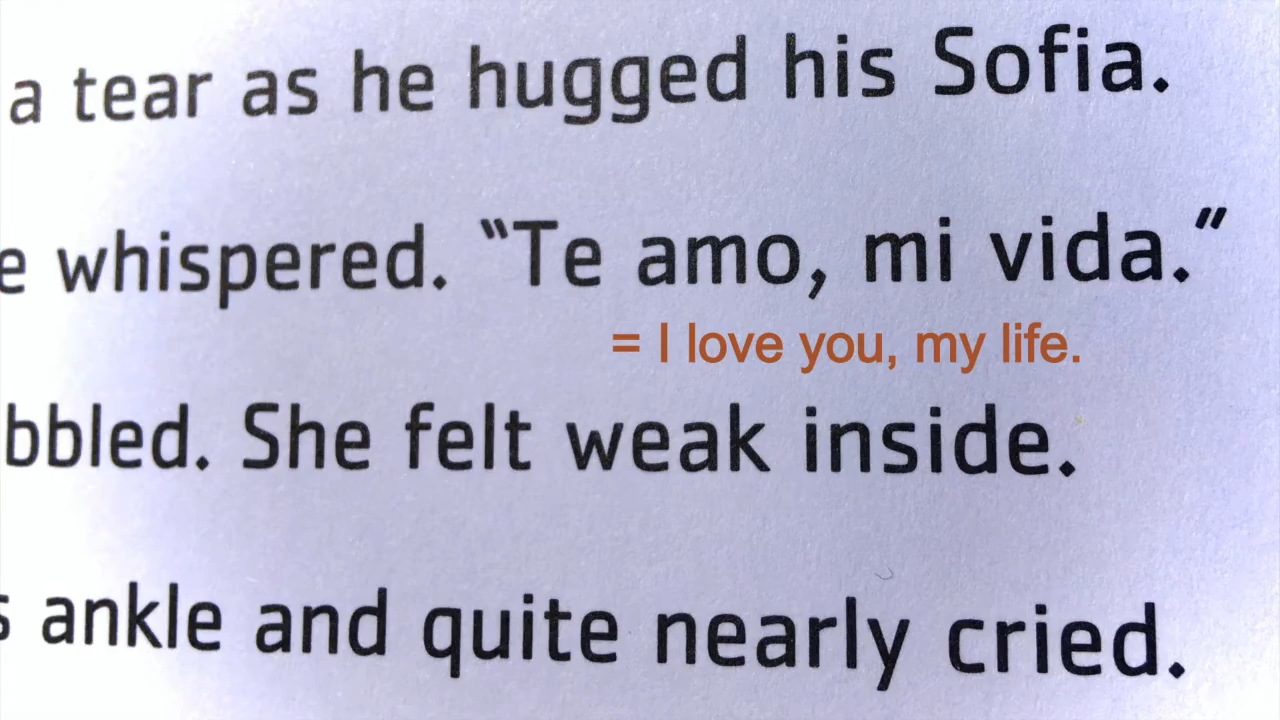 a tear as he hugged his Sofia.
whispered. “Te amo, mi vida.”
= I love you, my life.
She felt weak inside.
ankle and quite nearly cried.